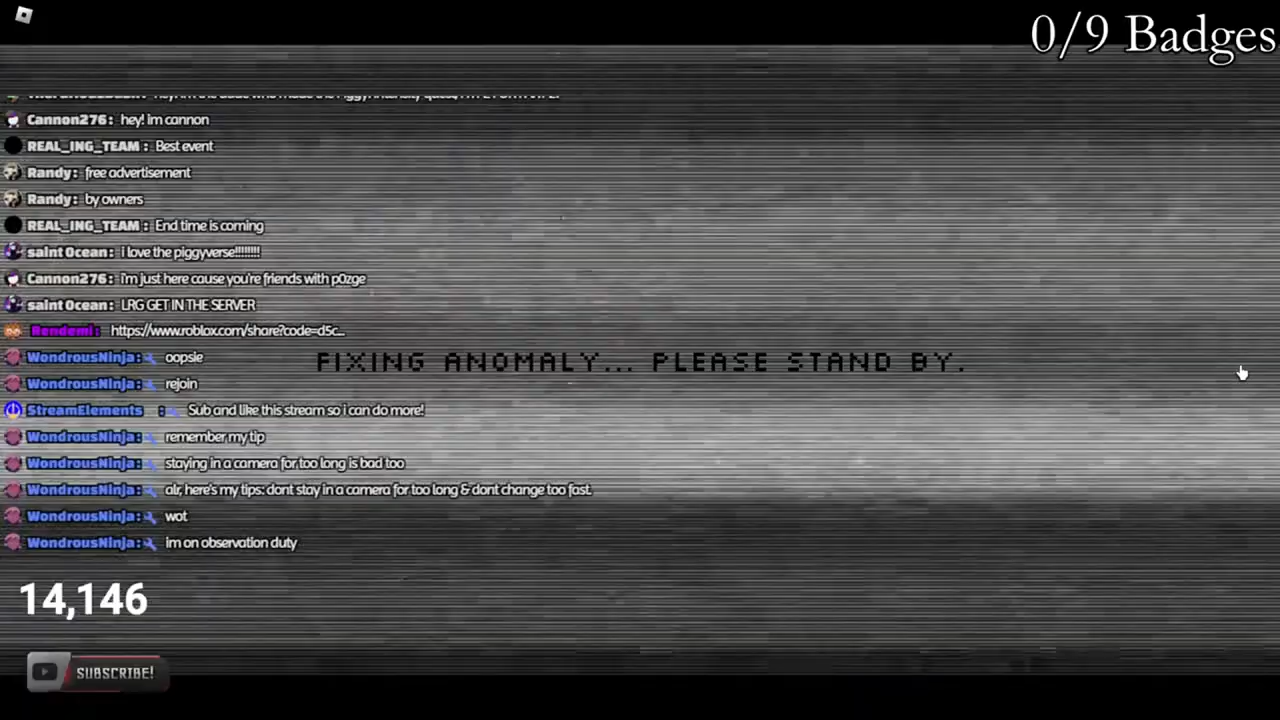 0/9 Badges
Cannon276: hey! im cannon
REAL_ING_TEAM : Best event
Randy: free advertisement
Randy: by owners
REAL_ING_TEAM : End time is coming
saint Ocean: i love the piggyverse!!!!!!!!
Cannon276: i'm just here cause you're friends with p0zge
saint Ocean: LRG GET IN THE SERVER
Rendemi: https://www.roblox.com/share?code=d5c...
WondrousNinja: oopsie
FIXING ANOMALY... PLEASE STAND BY.
WondrousNinja: rejoin
StreamElements : Sub and like this stream so i can do more!
WondrousNinja: remember my tip
WondrousNinja: staying in a camera for too long is bad too
WondrousNinja: alr, here's my tips: dont stay in a camera for too long & dont change too fast.
WondrousNinja: wot
WondrousNinja: im on observation duty
14,146
SUBSCRIBE!